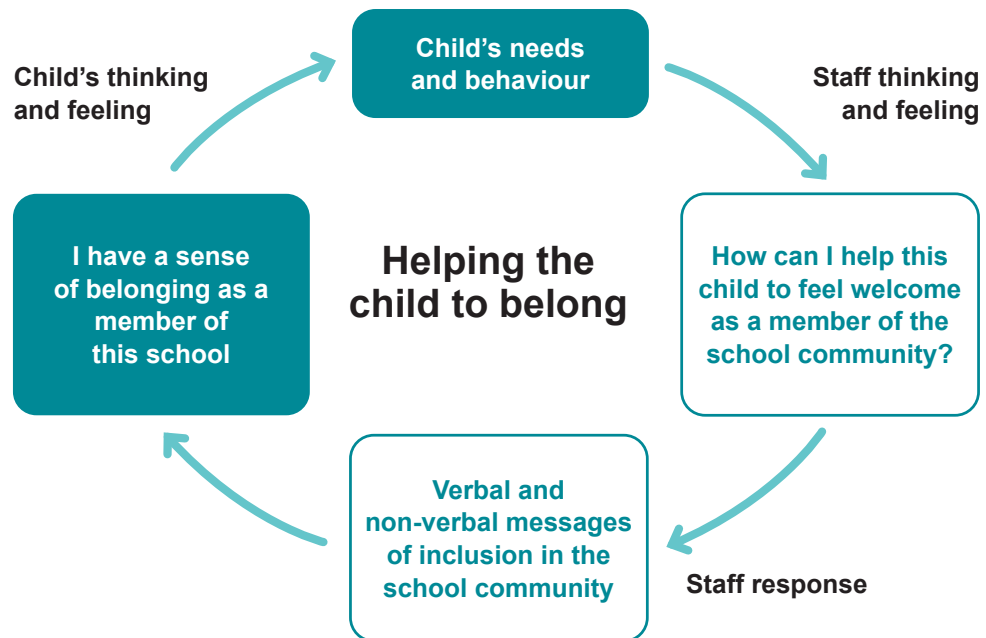 Child’s needs
and behaviour
Child’s thinking
and feeling
Staff thinking
and feeling
I have a sense
of belonging as a
member of
this school
Helping the
child to belong
How can I help this
child to feel welcome
as a member of the
school community?
Verbal and
non-verbal messages
of inclusion in the
school community
Staff response